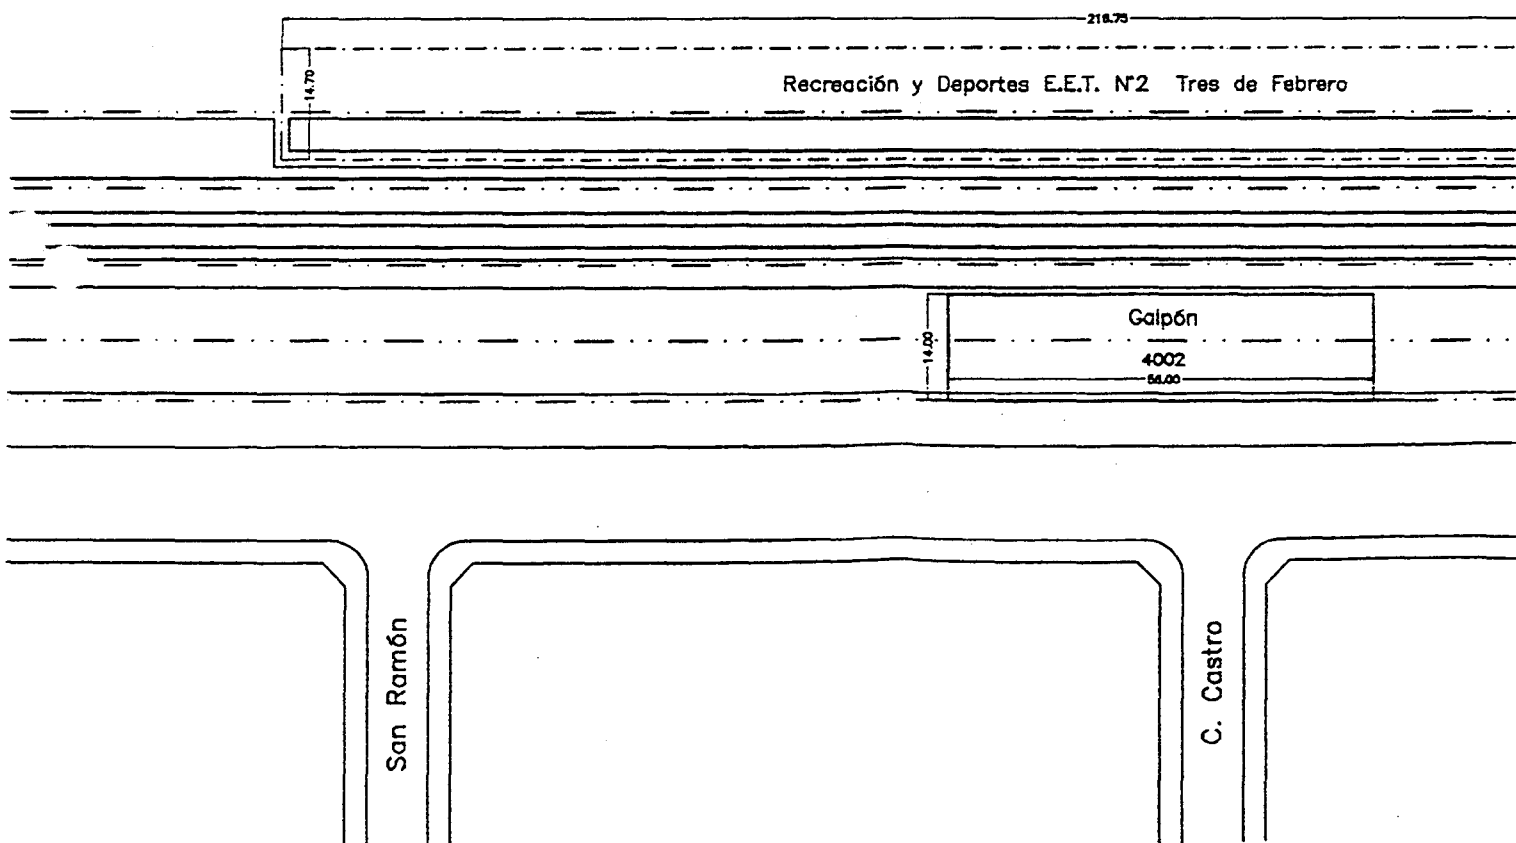 218.75
14.70
Recreación y Deportes E.E.T. N°2 Tres de Febrero
14.00
Galpón
4002
56.00
San Ramón
C. Castro